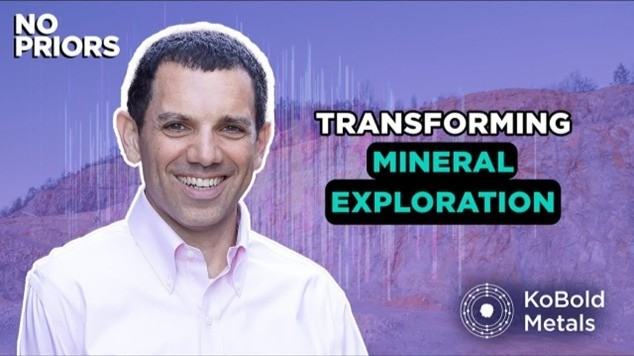 NO
PRIORS
TRANSFORMING
MINERAL
EXPLORATION
KoBold
Metals